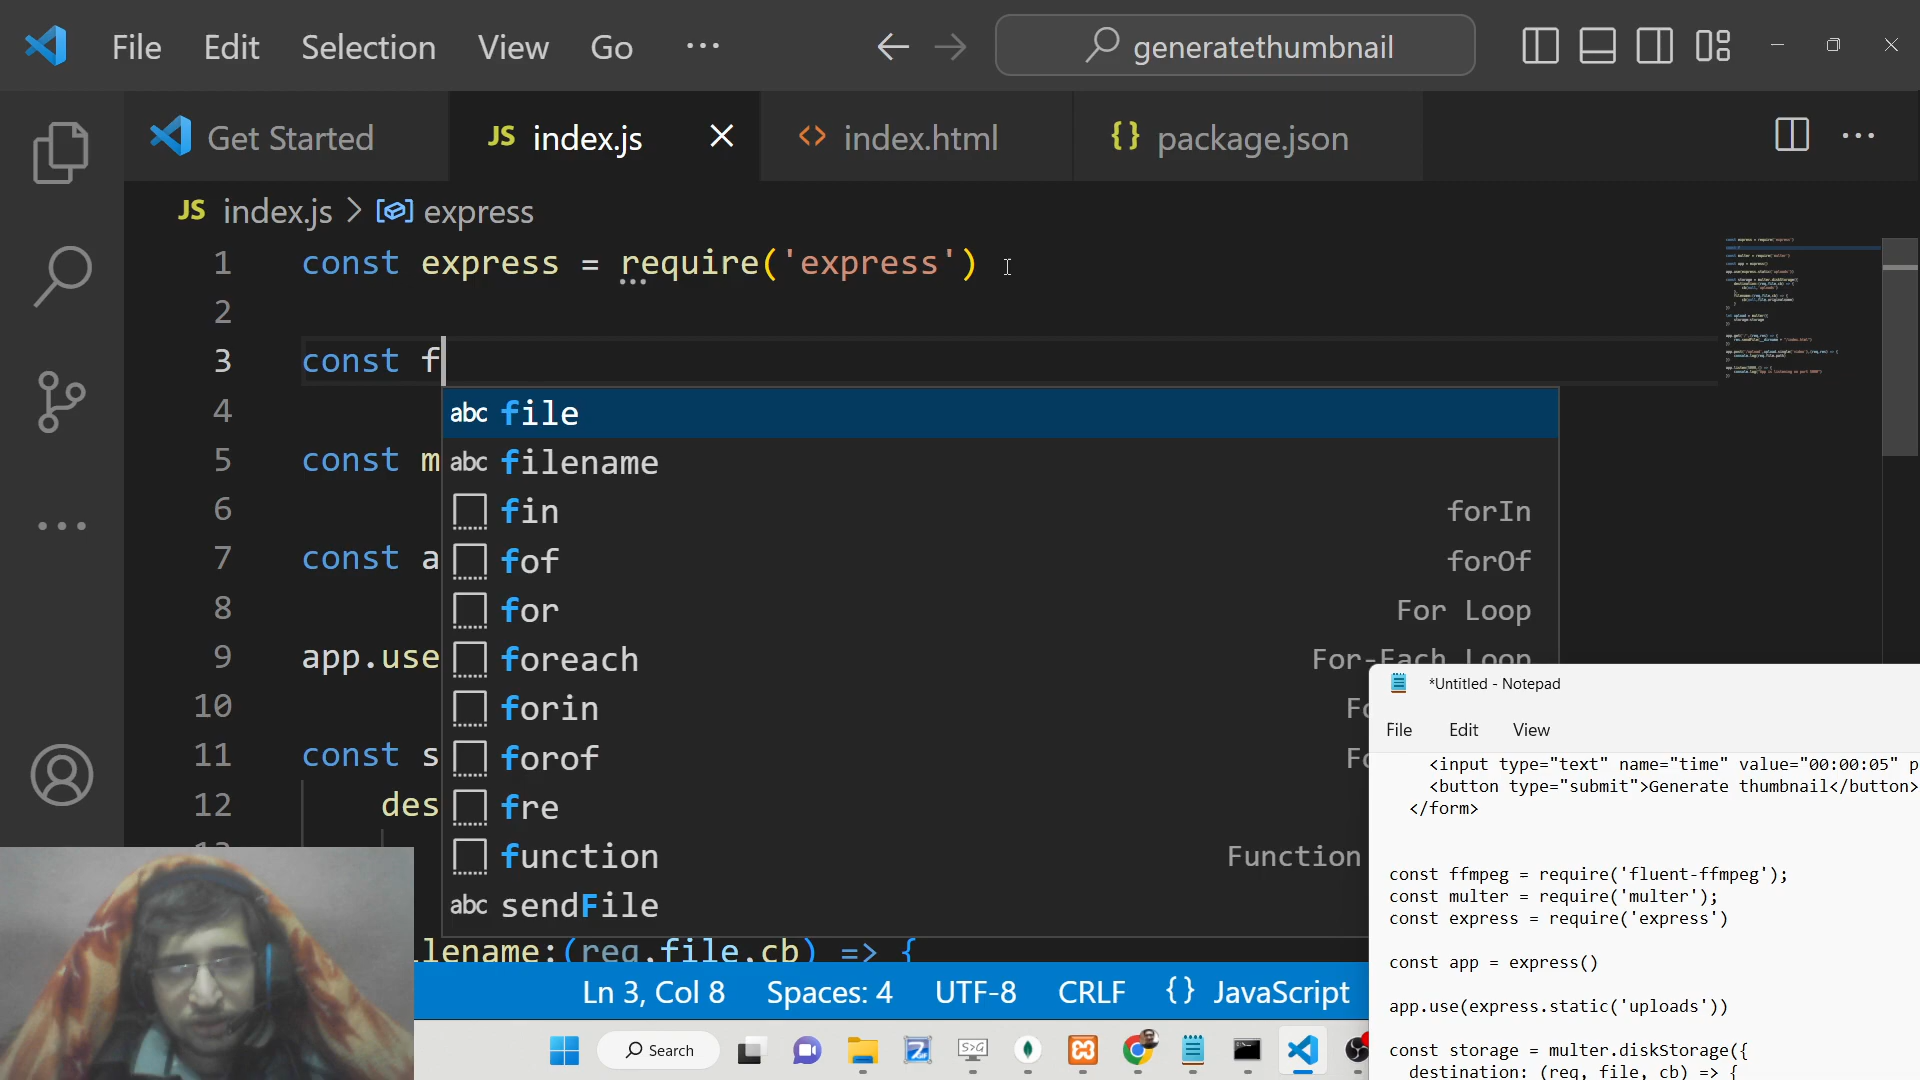 File Edit Selection View Go ··· generatethumbnail
Get Started JS index.js <> index.html {} package.json
JS index.js > express
1 const express = require('express')
2
3 const f
4
5 const m
6
7 const a
8
9 app.use
10
11 const s
12 des
abc file
abc filename
fin forIn
fof forOf
for For Loop
foreach For-Each Loop
forin Fo
forof Fo
fre
function Function
abc sendFile
lename:(req,file,cb) => {
Ln 3, Col 8 Spaces: 4 UTF-8 CRLF {} JavaScript
Search
*Untitled - Notepad
File Edit View
<input type="text" name="time" value="00:00:05" p
<button type="submit">Generate thumbnail</button>
</form>
const ffmpeg = require('fluent-ffmpeg');
const multer = require('multer');
const express = require('express')
const app = express()
app.use(express.static('uploads'))
const storage = multer.diskStorage({
destination: (req, file, cb) => {